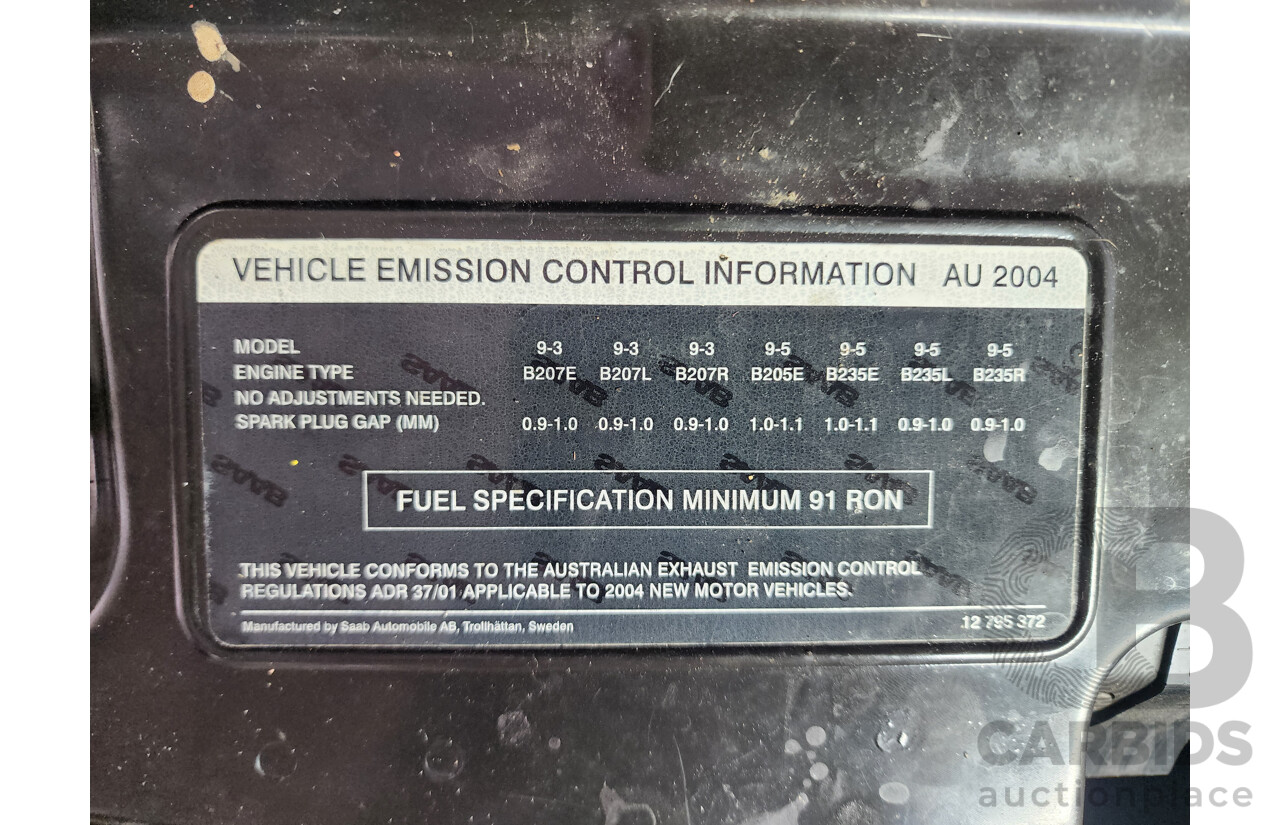 VEHICLE EMISSION CONTROL INFORMATION AU 2004
MODEL 9-3 9-3 9-3 9-5 9-5 9-5 9-5
ENGINE TYPE B207E B207L B207R B205E B235E B235L B235R
NO ADJUSTMENTS NEEDED.
SPARK PLUG GAP (MM) 0.9-1.0 0.9-1.0 0.9-1.0 1.0-1.1 1.0-1.1 0.9-1.0 0.9-1.0
FUEL SPECIFICATION MINIMUM 91 RON
THIS VEHICLE CONFORMS TO THE AUSTRALIAN EXHAUST EMISSION CONTROL
REGULATIONS ADR 37/01 APPLICABLE TO 2004 NEW MOTOR VEHICLES.
Manufactured by Saab Automobile AB, Trollhättan, Sweden 12 795 372
CARBIDS
auctionplace